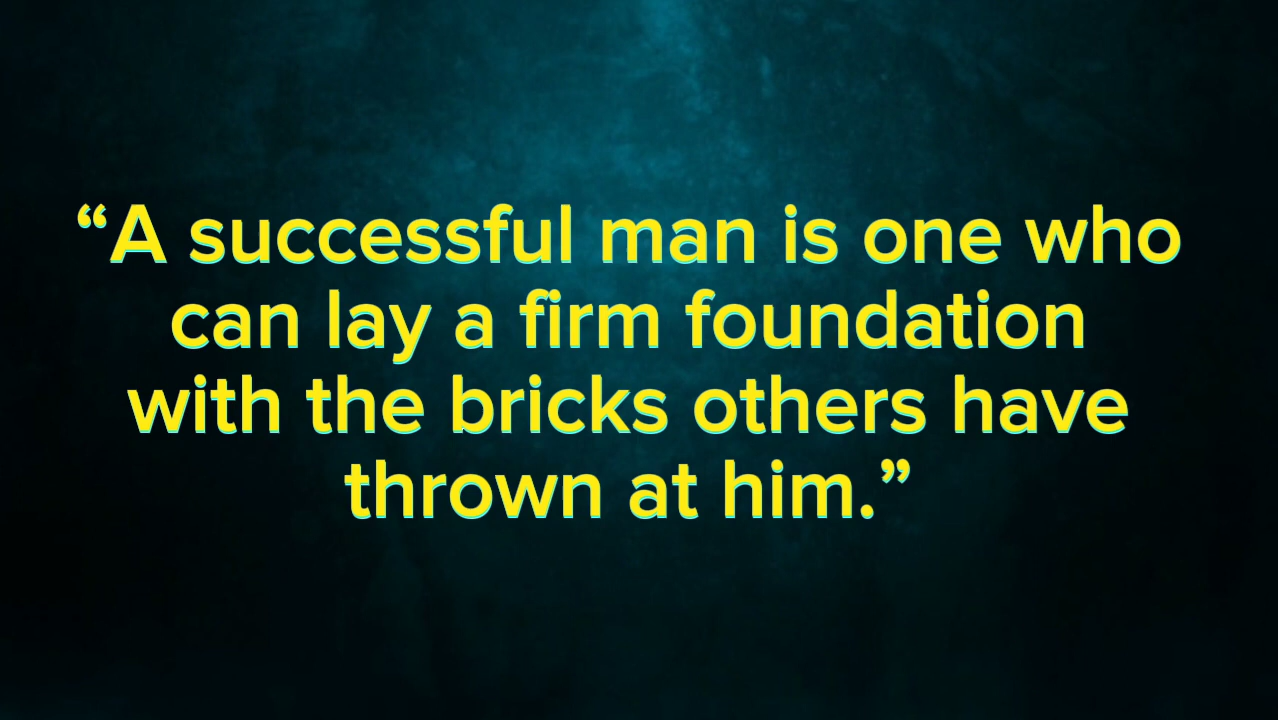 “A successful man is one who
can lay a firm foundation
with the bricks others have
thrown at him.”